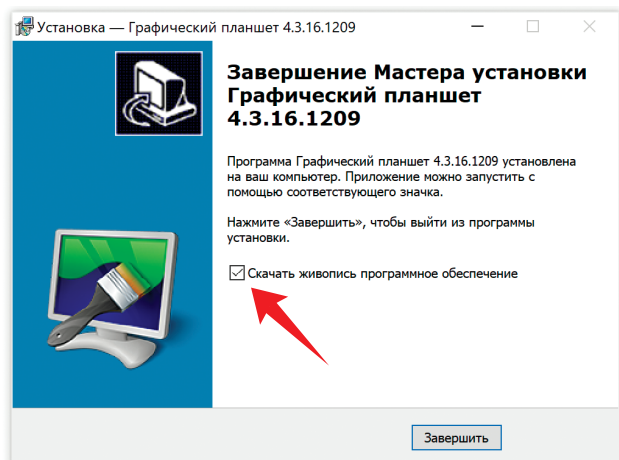 Установка — Графический планшет 4.3.16.1209
Завершение Мастера установки
Графический планшет
4.3.16.1209
Программа Графический планшет 4.3.16.1209 установлена
на ваш компьютер. Приложение можно запустить с
помощью соответствующего значка.
Нажмите «Завершить», чтобы выйти из программы
установки.
Скачать живопись программное обеспечение
Завершить